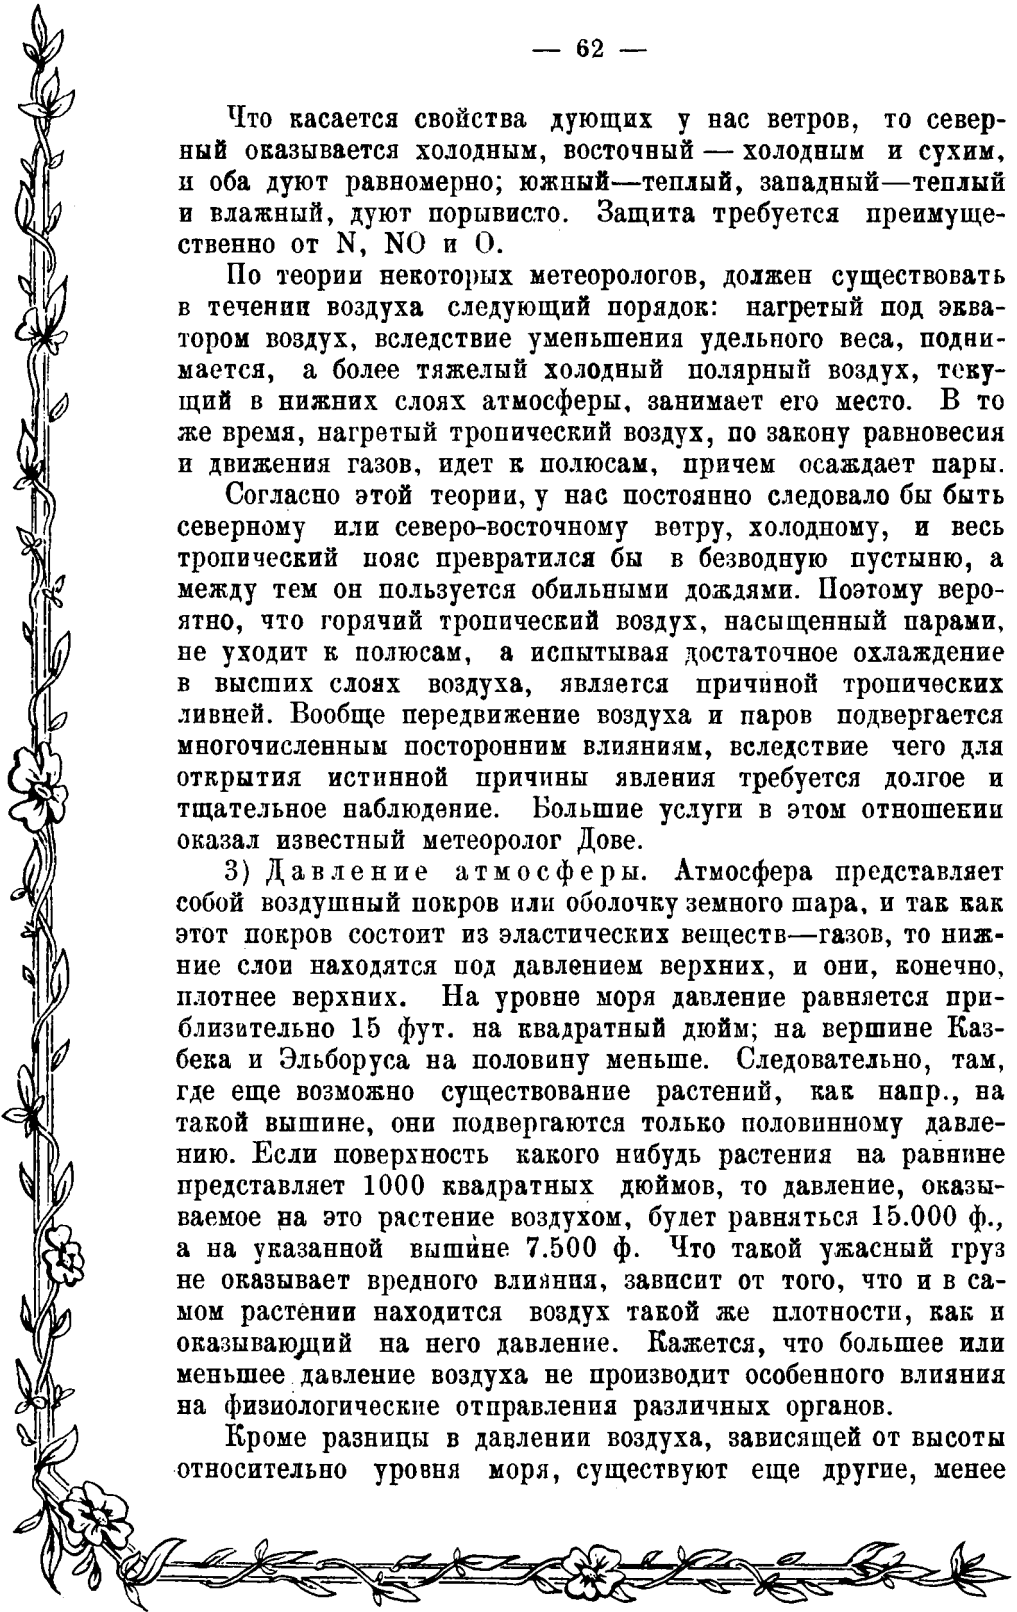 — 62 —
Что касается свойства дующих у нас ветров, то север-
ный оказывается холодным, восточный — холодным и сухим,
и оба дуют равномерно; южный—теплый, западный—теплый
и влажный, дуют порывисто. Защита требуется преимуще-
ственно от N, NO и O.
По теории некоторых метеорологов, должен существовать
в течении воздуха следующий порядок: нагретый под эква-
тором воздух, вследствие уменьшения удельного веса, подни-
мается, а более тяжелый холодный полярный воздух, теку-
щий в нижних слоях атмосферы, занимает его место. В то
же время, нагретый тропический воздух, по закону равновесия
и движения газов, идет к полюсам, причем осаждает пары.
Согласно этой теории, у нас постоянно следовало бы быть
северному или северо-восточному ветру, холодному, и весь
тропический пояс превратился бы в безводную пустыню, а
между тем он пользуется обильными дождями. Поэтому веро-
ятно, что горячий тропический воздух, насыщенный парами,
не уходит к полюсам, а испытывая достаточное охлаждение
в высших слоях воздуха, является причиной тропических
ливней. Вообще передвижение воздуха и паров подвергается
многочисленным посторонним влияниям, вследствие чего для
открытия истинной причины явления требуется долгое и
тщательное наблюдение. Большие услуги в этом отношении
оказал известный метеоролог Дове.
3) Давление атмосферы. Атмосфера представляет
собой воздушный покров или оболочку земного шара, и так как
этот покров состоит из эластических веществ—газов, то ниж-
ние слои находятся под давлением верхних, и они, конечно,
плотнее верхних. На уровне моря давление равняется при-
близительно 15 фут. на квадратный дюйм; на вершине Каз-
бека и Эльборуса на половину меньше. Следовательно, там,
где еще возможно существование растений, как напр., на
такой вышине, они подвергаются только половинному давле-
нию. Если поверхность какого нибудь растения на равнине
представляет 1000 квадратных дюймов, то давление, оказы-
ваемое на это растение воздухом, будет равняться 15.000 ф.,
а на указанной вышине 7.500 ф. Что такой ужасный груз
не оказывает вредного влияния, зависит от того, что и в са-
мом растении находится воздух такой же плотности, как и
оказывающий на него давление. Кажется, что большее или
меньшее давление воздуха не производит особенного влияния
на физиологические отправления различных органов.
Кроме разницы в давлении воздуха, зависящей от высоты
относительно уровня моря, существуют еще другие, менее